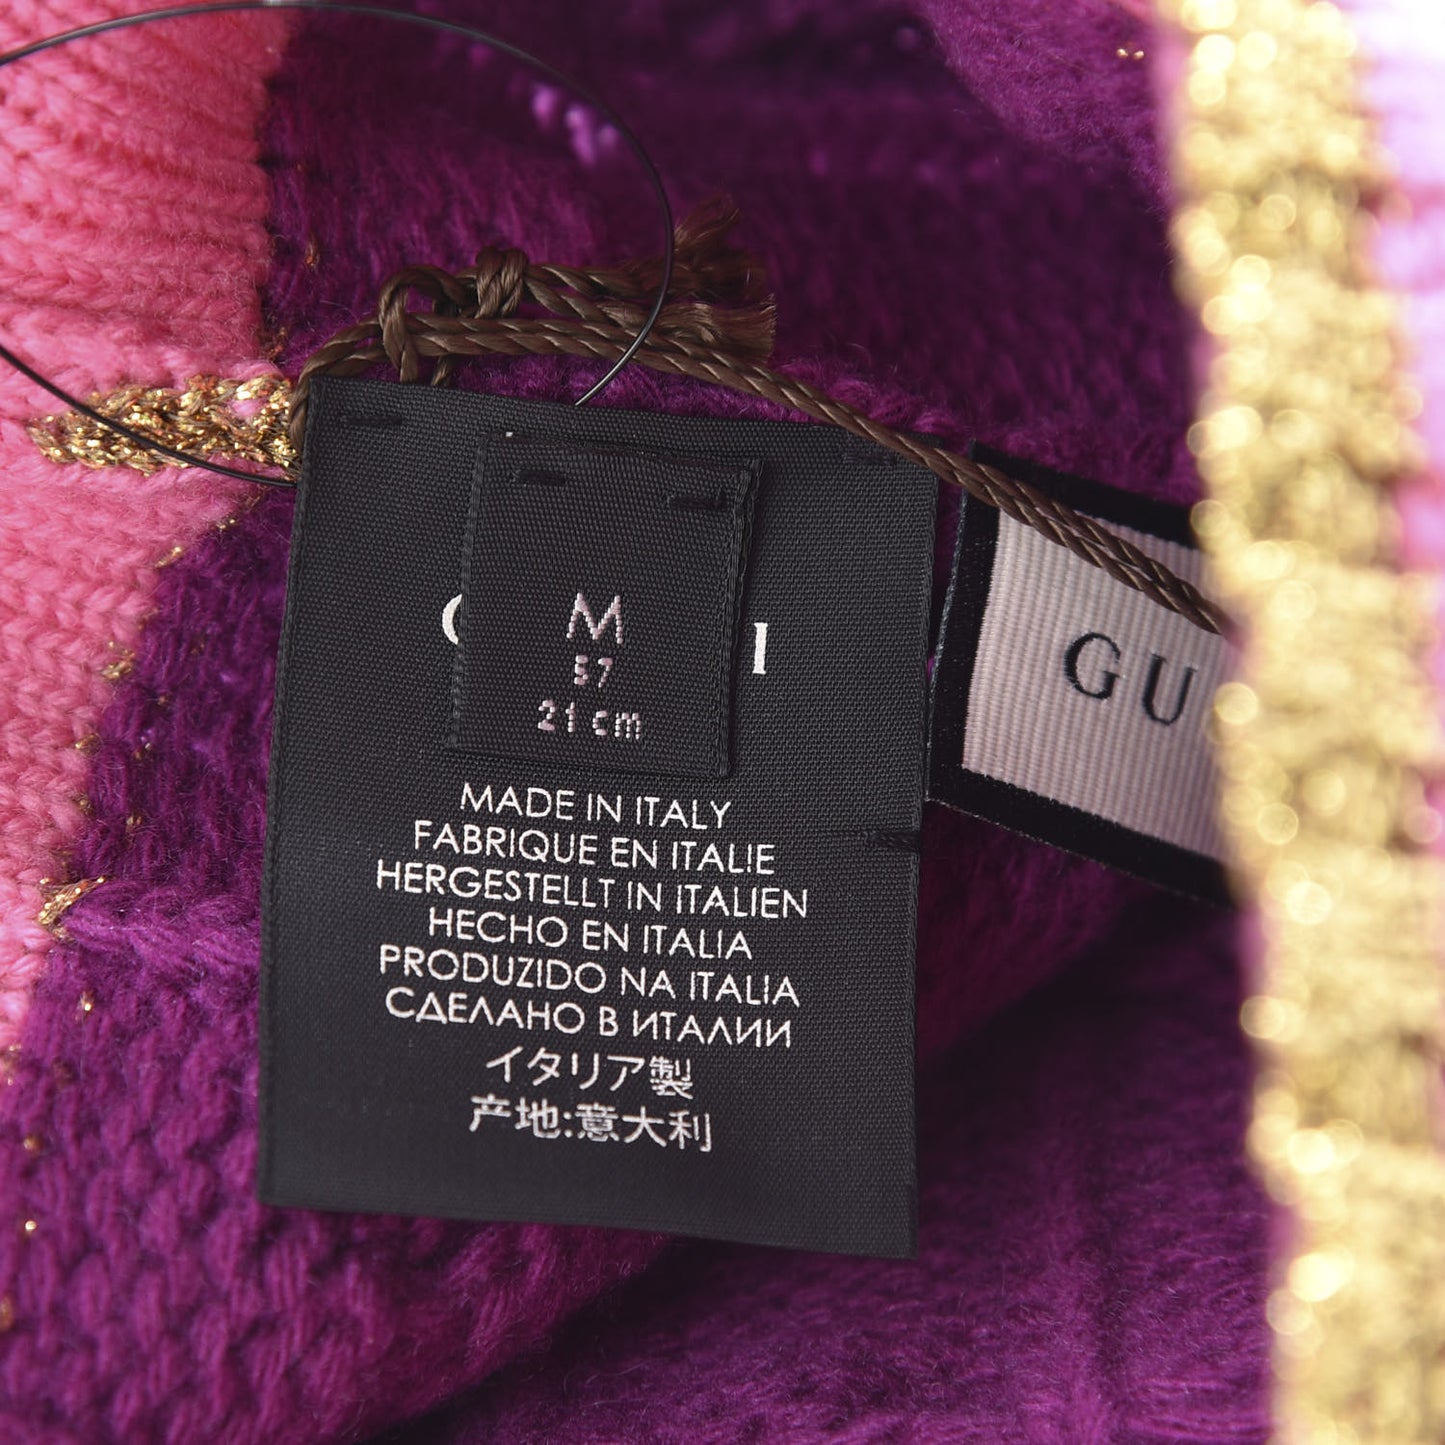 M
57
21 cm
MADE IN ITALY
FABRIQUE EN ITALIE
HERGESTELLT IN ITALIEN
HECHO EN ITALIA
PRODUZIDO NA ITALIA
СДЕЛАНО В ИТАЛИИ
イタリア製
产地:意大利
GU